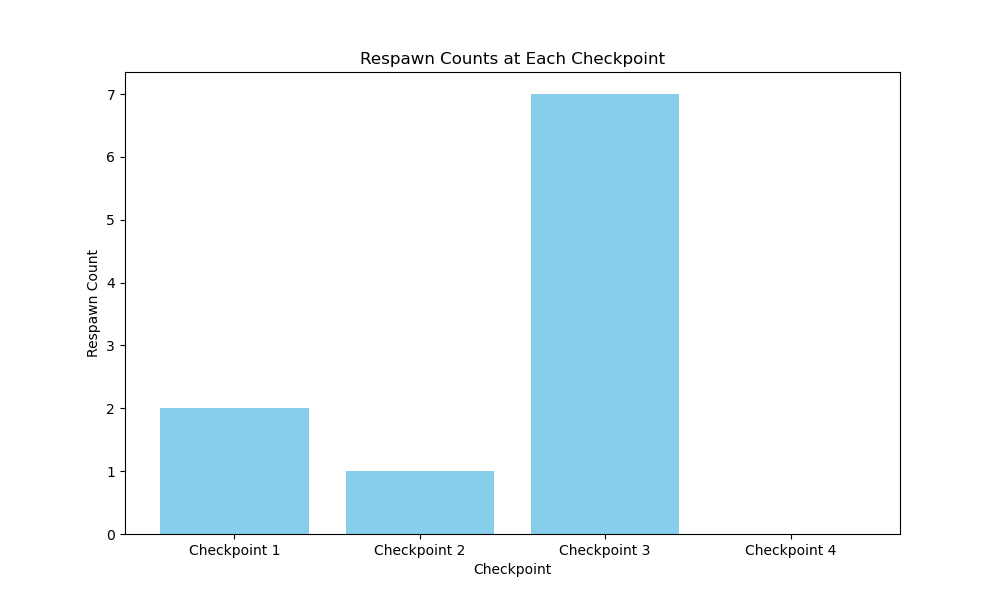 Respawn Counts at Each Checkpoint
Respawn Count
7
6
5
4
3
2
1
0
Checkpoint 1
Checkpoint 2
Checkpoint 3
Checkpoint 4
Checkpoint